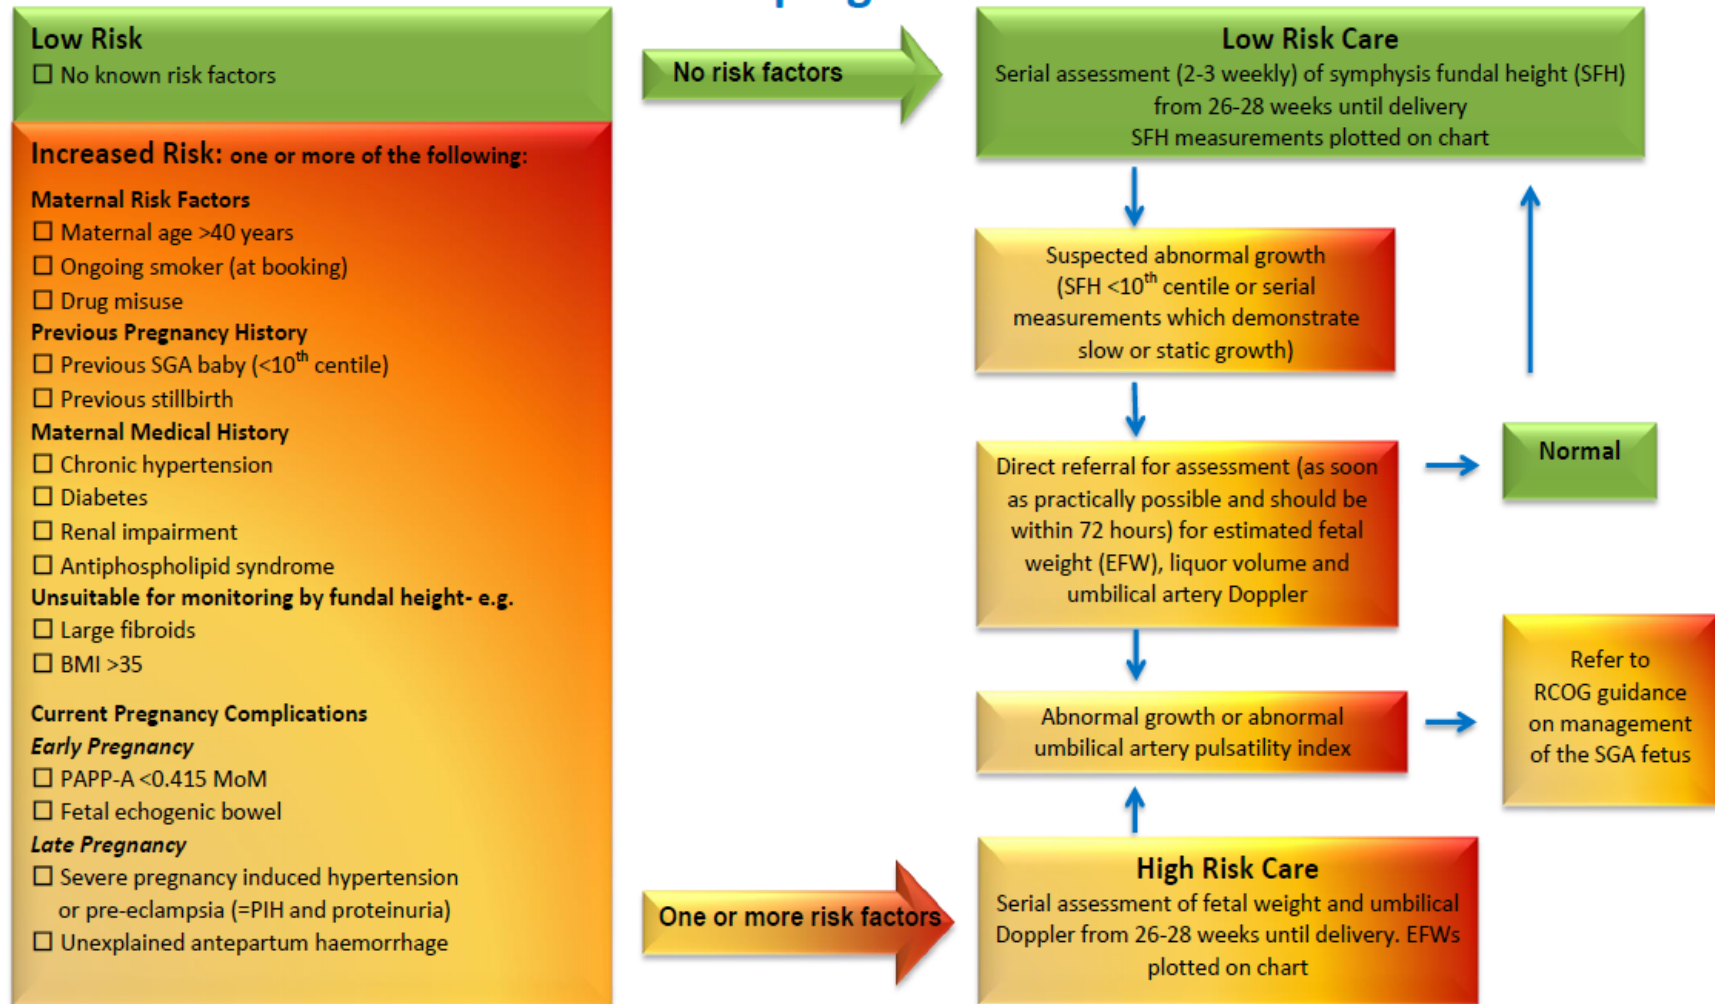 Low Risk
☐ No known risk factors
Increased Risk: one or more of the following:
Maternal Risk Factors
☐ Maternal age >40 years
☐ Ongoing smoker (at booking)
☐ Drug misuse
Previous Pregnancy History
☐ Previous SGA baby (<10th centile)
☐ Previous stillbirth
Maternal Medical History
☐ Chronic hypertension
☐ Diabetes
☐ Renal impairment
☐ Antiphospholipid syndrome
Unsuitable for monitoring by fundal height- e.g.
☐ Large fibroids
☐ BMI >35
Current Pregnancy Complications
Early Pregnancy
☐ PAPP-A <0.415 MoM
☐ Fetal echogenic bowel
Late Pregnancy
☐ Severe pregnancy induced hypertension
or pre-eclampsia (=PIH and proteinuria)
☐ Unexplained antepartum haemorrhage
No risk factors
One or more risk factors
Low Risk Care
Serial assessment (2-3 weekly) of symphysis fundal height (SFH)
from 26-28 weeks until delivery
SFH measurements plotted on chart
Suspected abnormal growth
(SFH <10th centile or serial
measurements which demonstrate
slow or static growth)
Direct referral for assessment (as soon
as practically possible and should be
within 72 hours) for estimated fetal
weight (EFW), liquor volume and
umbilical artery Doppler
Normal
Abnormal growth or abnormal
umbilical artery pulsatility index
Refer to
RCOG guidance
on management
of the SGA fetus
High Risk Care
Serial assessment of fetal weight and umbilical
Doppler from 26-28 weeks until delivery. EFWs
plotted on chart